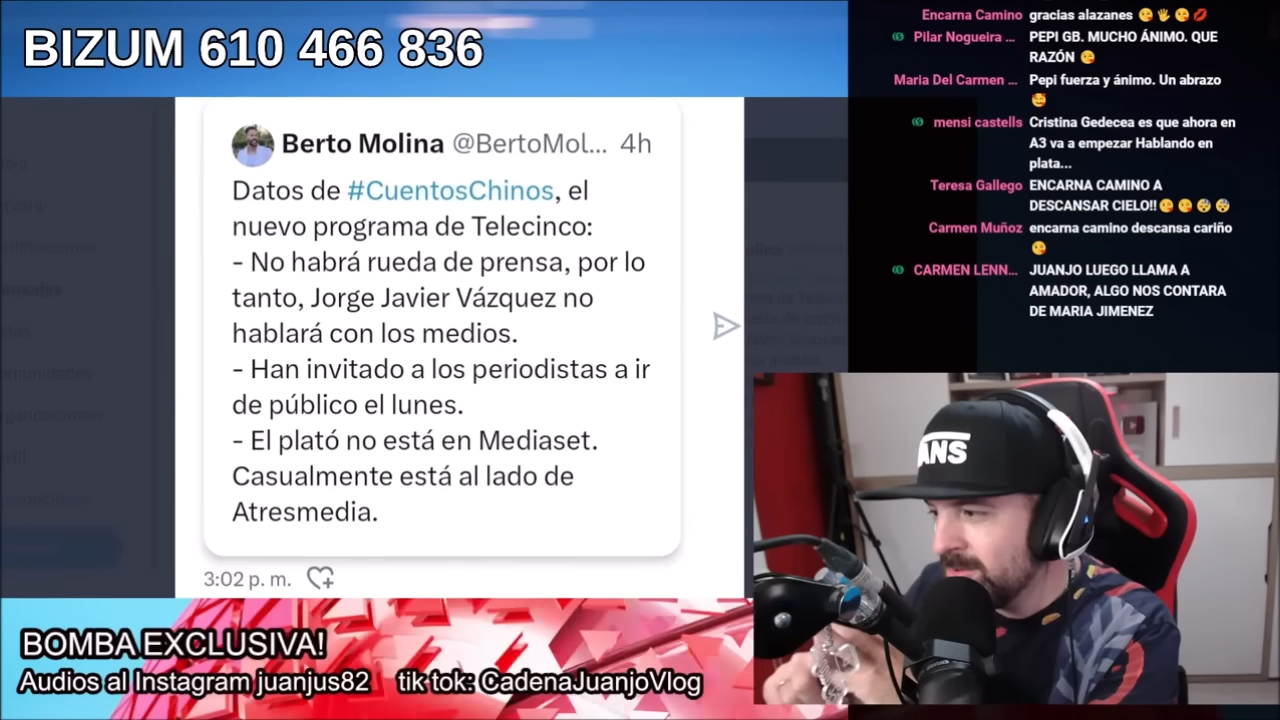 BIZUM 610 466 836
Berto Molina @BertoMol... 4h
Datos de #CuentosChinos, el
nuevo programa de Telecinco:
- No habrá rueda de prensa, por lo
tanto, Jorge Javier Vázquez no
hablará con los medios.
- Han invitado a los periodistas a ir
de público el lunes.
- El plató no está en Mediaset.
Casualmente está al lado de
Atresmedia.
3:02 p. m.
BOMBA EXCLUSIVA!
Audios al Instagram juanjus82 tik tok: CadenaJuanjoVlog
Encarna Camino gracias alazanes 😘🖐😘💋
Pilar Nogueira ... PEPI GB. MUCHO ÁNIMO. QUE
RAZÓN 😘
Maria Del Carmen ... Pepi fuerza y ánimo. Un abrazo
🥰
mensi castells Cristina Gedecea es que ahora en
A3 va a empezar Hablando en
plata...
Teresa Gallego ENCARNA CAMINO A
DESCANSAR CIELO!!😘😘😴😴
Carmen Muñoz encarna camino descansa cariño
😘
CARMEN LENN... JUANJO LUEGO LLAMA A
AMADOR, ALGO NOS CONTARA
DE MARIA JIMENEZ
ANS